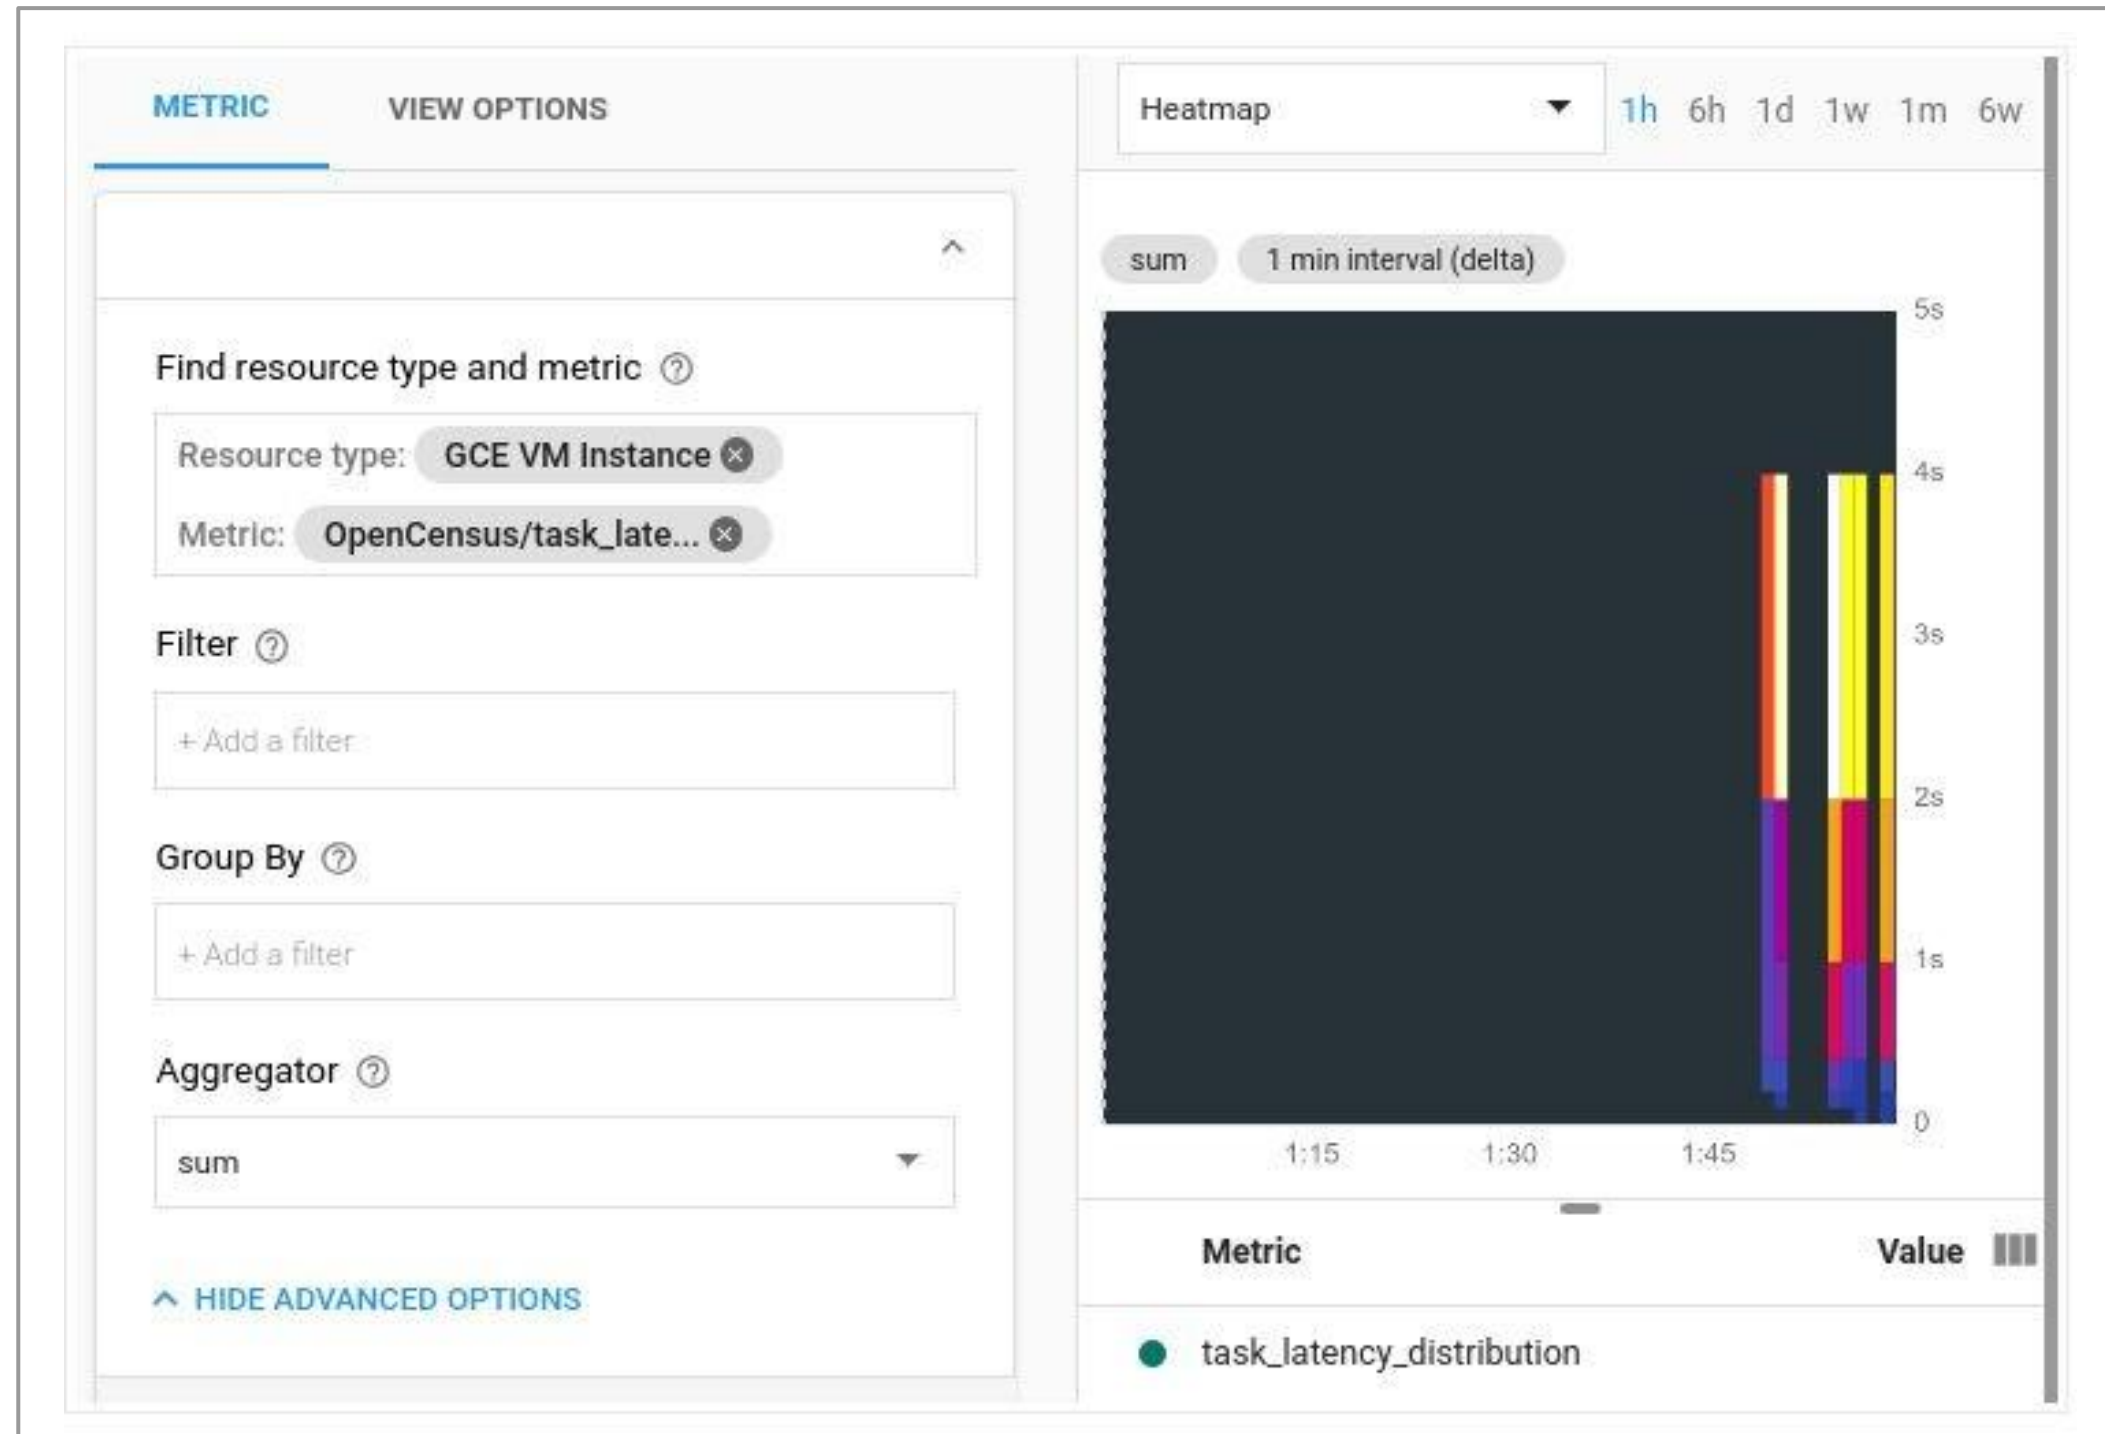 METRIC VIEW OPTIONS
Find resource type and metric
Resource type: GCE VM Instance
Metric: OpenCensus/task_late...
Filter
+ Add a filter
Group By
+ Add a filter
Aggregator
sum
HIDE ADVANCED OPTIONS
Heatmap 1h 6h 1d 1w 1m 6w
sum 1 min interval (delta)
5s
4s
3s
2s
1s
0
1:15 1:30 1:45
Metric Value
task_latency_distribution